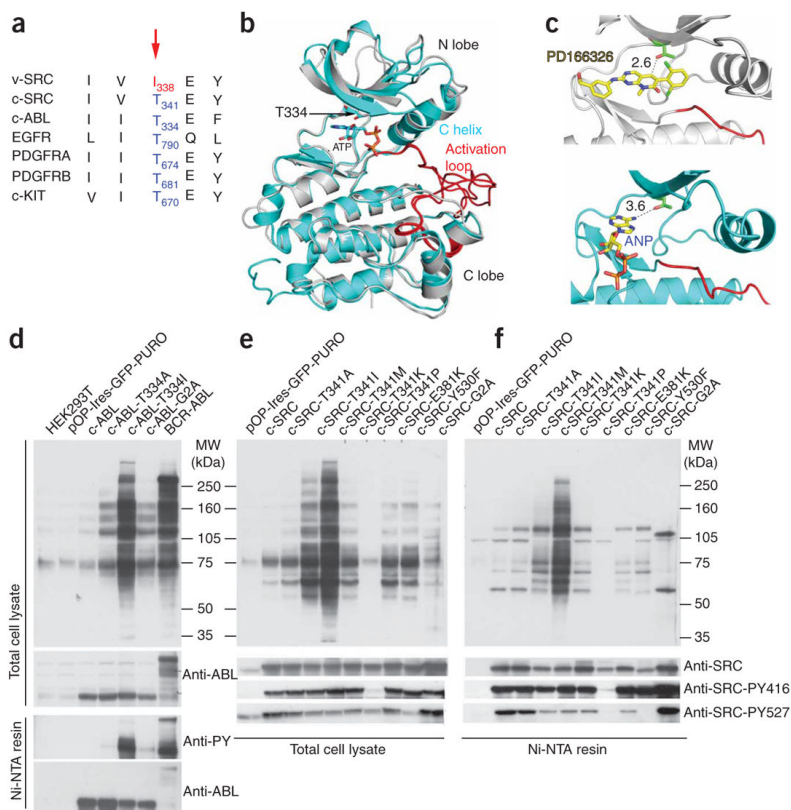 a
v-SRC I V I338 E Y
c-SRC I V T341 E Y
c-ABL I I T334 E F
EGFR L I T790 Q L
PDGFRA I I T674 E Y
PDGFRB I I T681 E Y
c-KIT V I T670 E Y
b
N lobe
T334
C helix
ATP
Activation
loop
C lobe
c
PD166326
2.6
3.6
ANP
d
HEK293T
pOP-Ires-GFP-PURO
c-ABL
c-ABL-T334A
c-ABL-T334I
c-ABL-G2A
BCR-ABL
MW
(kDa)
250
160
105
75
50
35
Total cell lysate
Anti-ABL
Ni-NTA resin
Anti-PY
Anti-ABL
e
pOP-Ires-GFP-PURO
c-SRC
c-SRC-T341A
c-SRC-T341I
c-SRC-T341M
c-SRC-T341K
c-SRC-T341P
c-SRC-E381K
c-SRC-Y530F
c-SRC-G2A
Total cell lysate
f
pOP-Ires-GFP-PURO
c-SRC
c-SRC-T341A
c-SRC-T341I
c-SRC-T341M
c-SRC-T341K
c-SRC-T341P
c-SRC-E381K
c-SRC-Y530F
c-SRC-G2A
MW
(kDa)
250
160
105
75
50
35
Anti-SRC
Anti-SRC-PY416
Anti-SRC-PY527
Ni-NTA resin